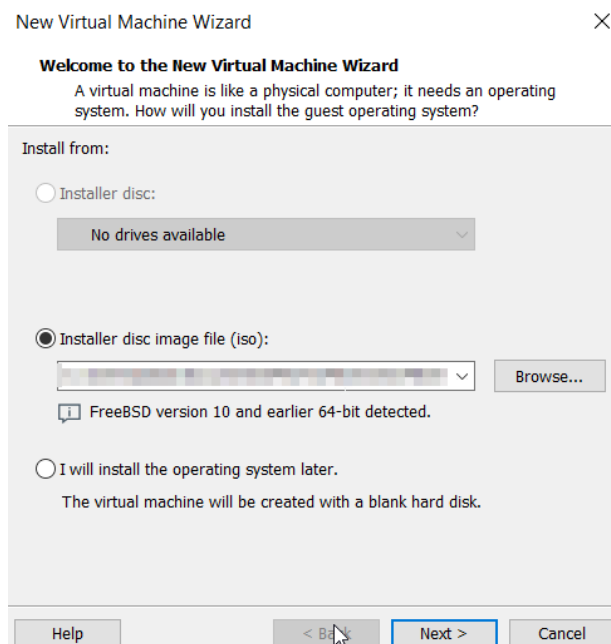 New Virtual Machine Wizard
Welcome to the New Virtual Machine Wizard
A virtual machine is like a physical computer; it needs an operating
system. How will you install the guest operating system?
Install from:
Installer disc:
No drives available
Installer disc image file (iso):
Browse...
FreeBSD version 10 and earlier 64-bit detected.
I will install the operating system later.
The virtual machine will be created with a blank hard disk.
Help
< Back
Next >
Cancel